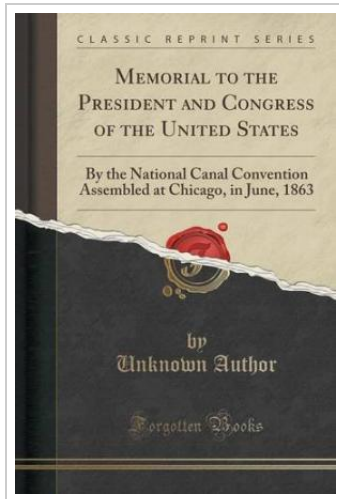 CLASSIC REPRINT SERIES
MEMORIAL TO THE
PRESIDENT AND CONGRESS
OF THE UNITED STATES
By the National Canal Convention
Assembled at Chicago, in June, 1863
by
Unknown Author
Forgotten Books